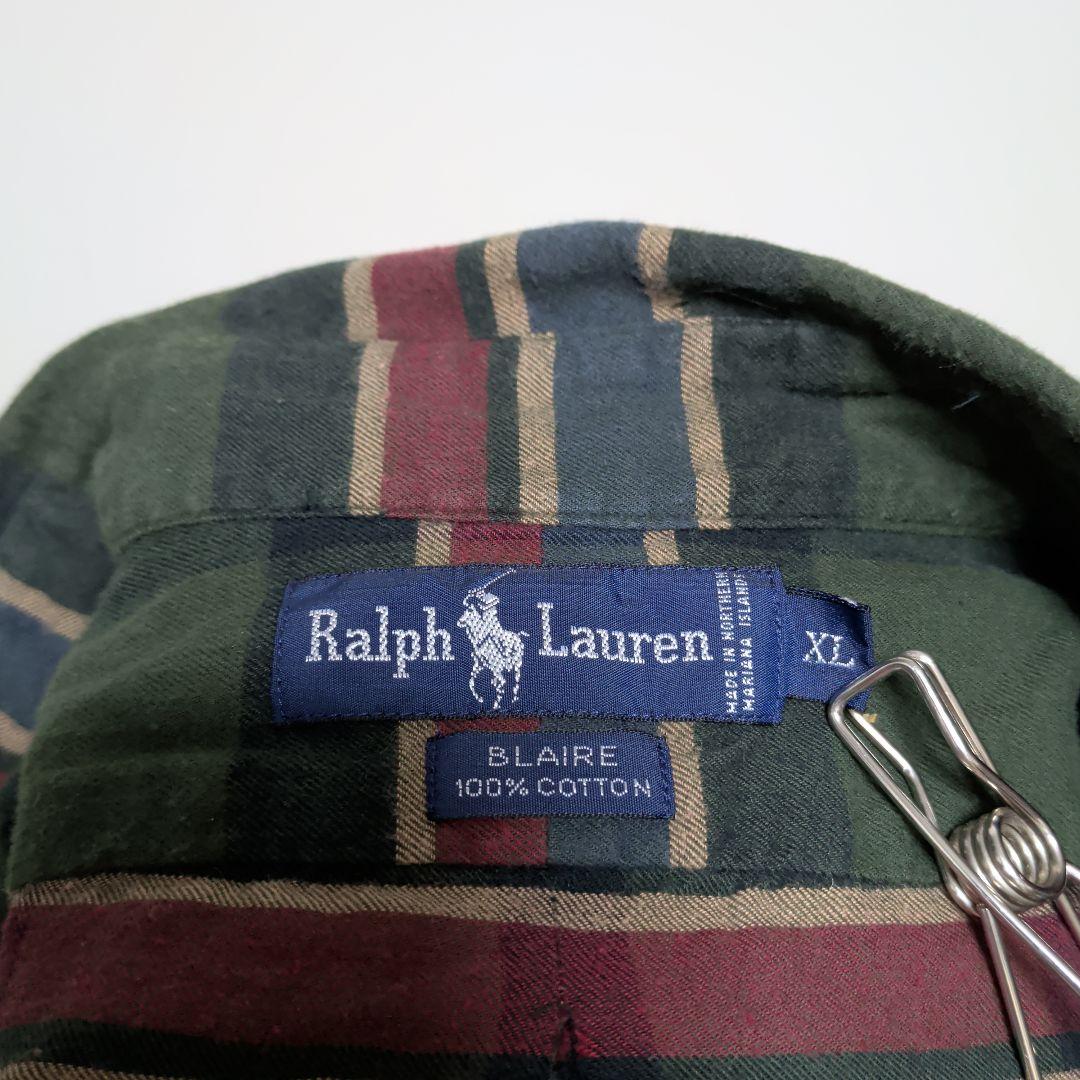 Ralph Lauren
MADE IN NORTHERN
MARIANA ISLANDS
XL
BLAIRE
100% COTTON